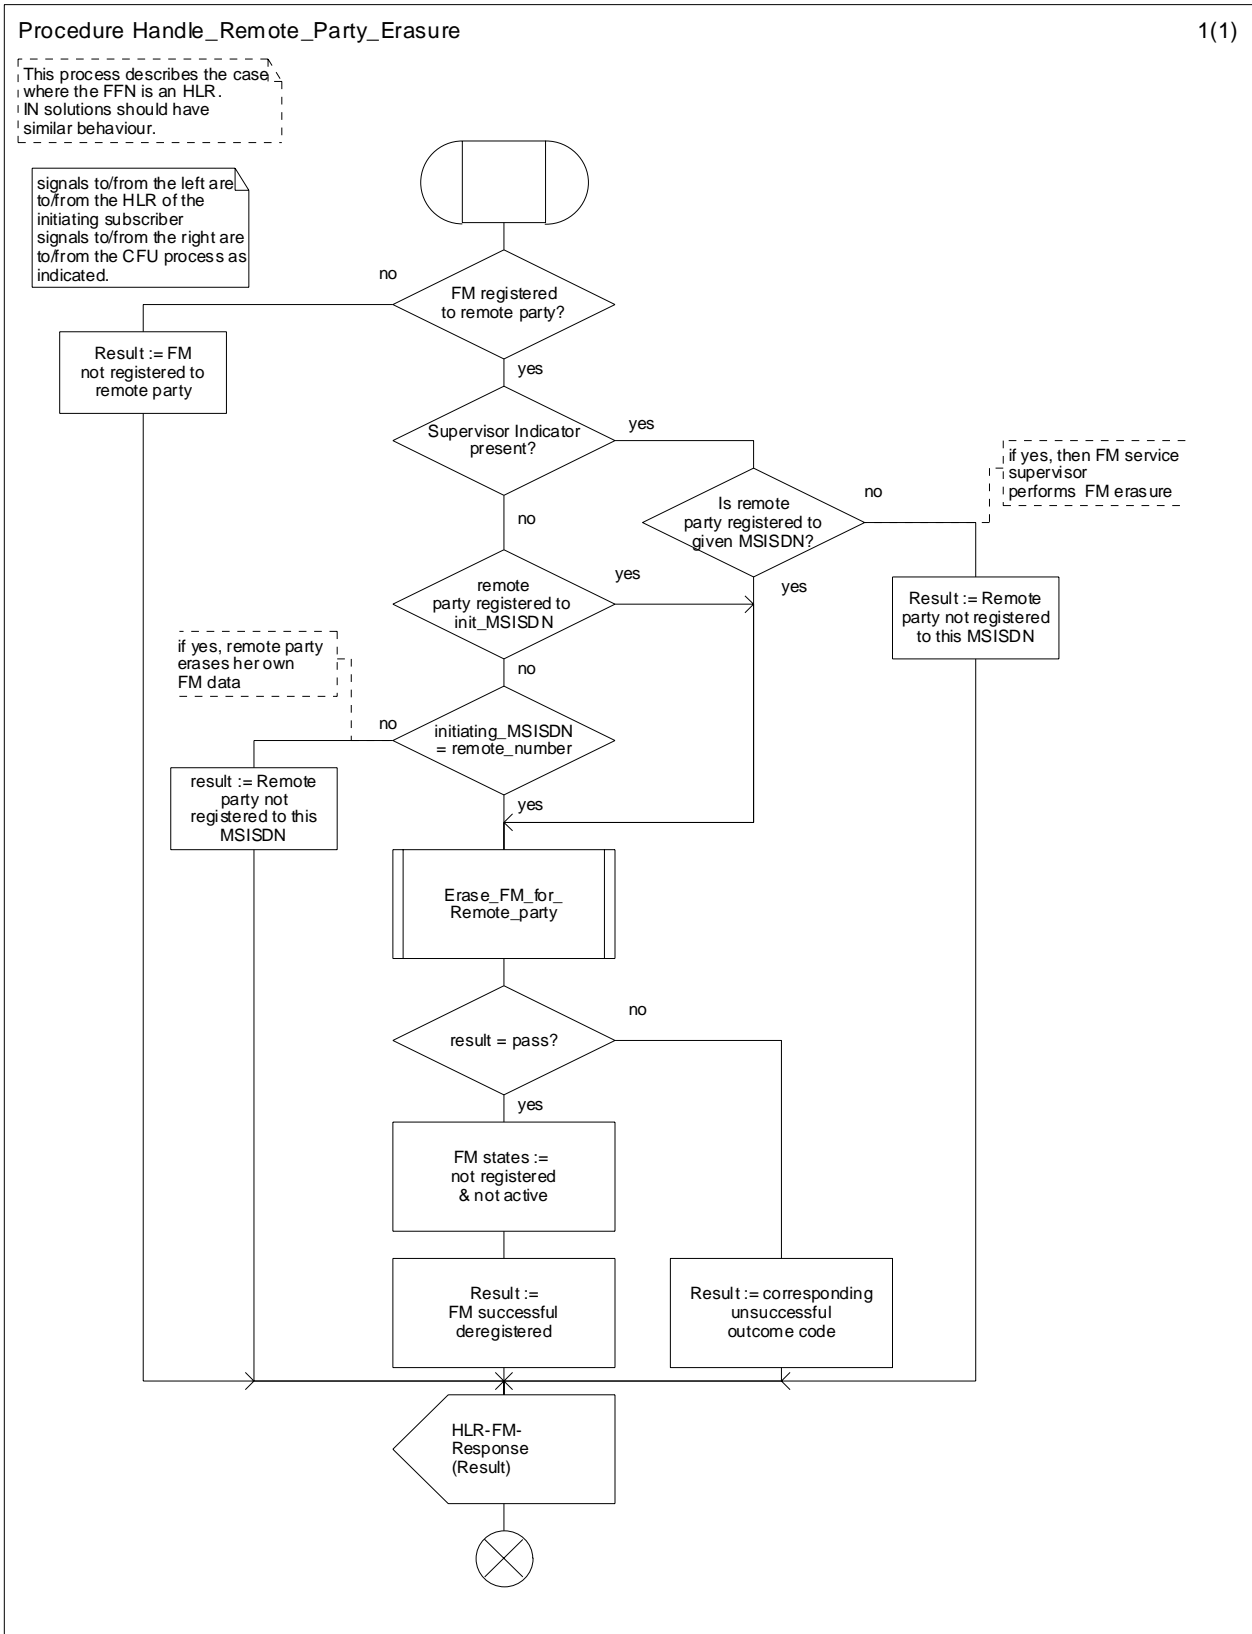 Procedure Handle_Remote_Party_Erasure
1(1)
This process describes the case
where the FFN is an HLR.
IN solutions should have
similar behaviour.
signals to/from the left are
to/from the HLR of the
initiating subscriber
signals to/from the right are
to/from the CFU process as
indicated.
no
FM registered
to remote party?
Result := FM
not registered to
remote party
yes
Supervisor Indicator
present?
yes
if yes, then FM service
supervisor
performs FM erasure
no
Is remote
party registered to
given MSISDN?
no
yes
remote
party registered to
init_MSISDN
yes
Result := Remote
party not registered
to this MSISDN
if yes, remote party
erases her own
FM data
no
no
initiating_MSISDN
= remote_number
result := Remote
party not
registered to this
MSISDN
yes
Erase_FM_for_
Remote_party
result = pass?
no
yes
FM states :=
not registered
& not active
Result :=
FM successful
deregistered
Result := corresponding
unsuccessful
outcome code
HLR-FM-
Response
(Result)